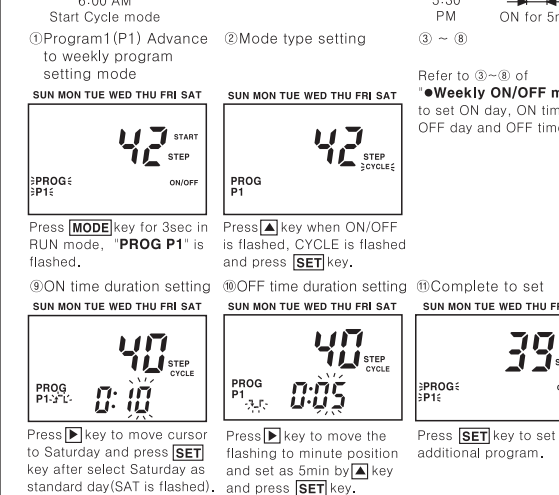 6:00 AM
Start Cycle mode
5:30
PM
ON for 5m
①Program1(P1) Advance
to weekly program
setting mode
②Mode type setting
③ ~ ⑧
Refer to ③~⑧ of
"●Weekly ON/OFF m
to set ON day, ON tim
OFF day and OFF time
SUN MON TUE WED THU FRI SAT
42
START
STEP
PROG
P1
ON/OFF
SUN MON TUE WED THU FRI SAT
42
STEP
CYCLE
PROG
P1
Press MODE key for 3sec in
RUN mode, "PROG P1" is
flashed.
Press ▲ key when ON/OFF
is flashed, CYCLE is flashed
and press SET key.
⑨ON time duration setting
SUN MON TUE WED THU FRI SAT
40
STEP
CYCLE
PROG
P1
0:10
⑩OFF time duration setting
SUN MON TUE WED THU FRI SAT
40
STEP
CYCLE
PROG
P1
0:05
⑪Complete to set
SUN MON TUE WED THU FR
39
PROG
P1
Press ▶ key to move cursor
to Saturday and press SET
key after select Saturday as
standard day(SAT is flashed).
Press ▶ key to move the
flashing to minute position
and set as 5min by ▲ key
and press SET key.
Press SET key to set
additional program.